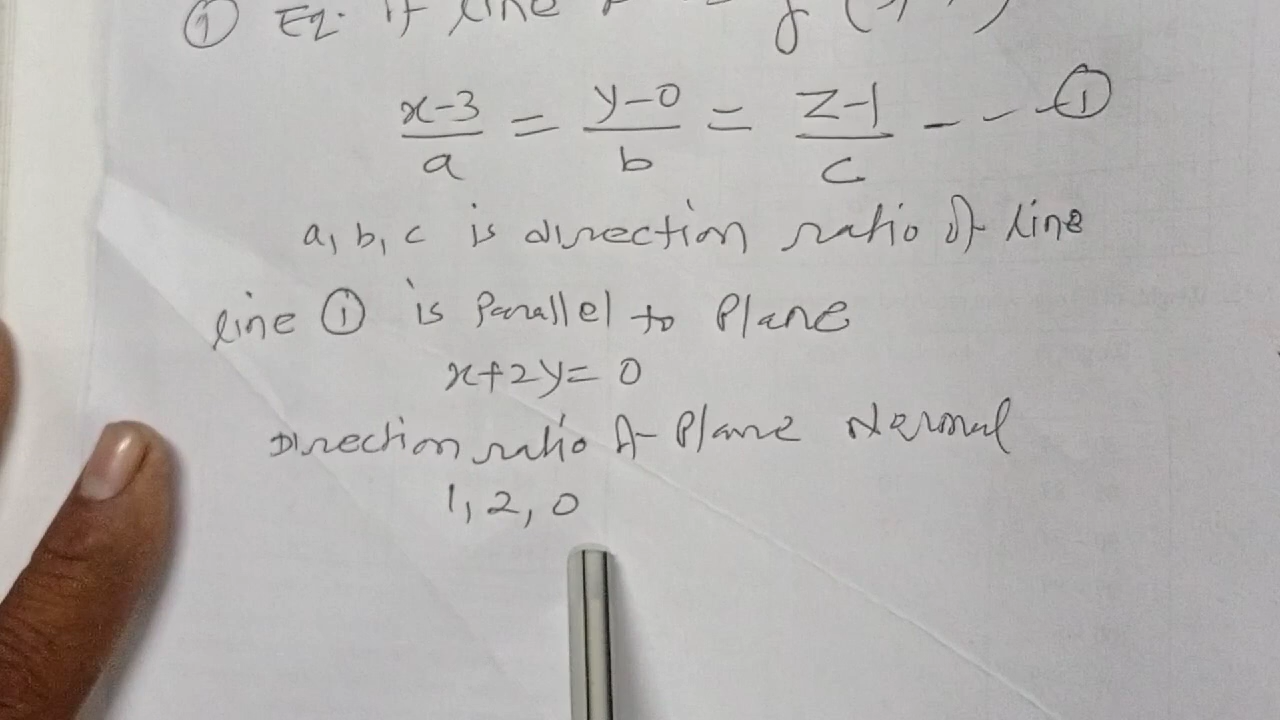 ① Eq. if line
x-3/a = y-0/b = z-1/c - - - ①
a, b, c is direction ratio of line
line ① is Parallel to Plane
x+2y=0
Direction ratio of Plane Normal
1, 2, 0